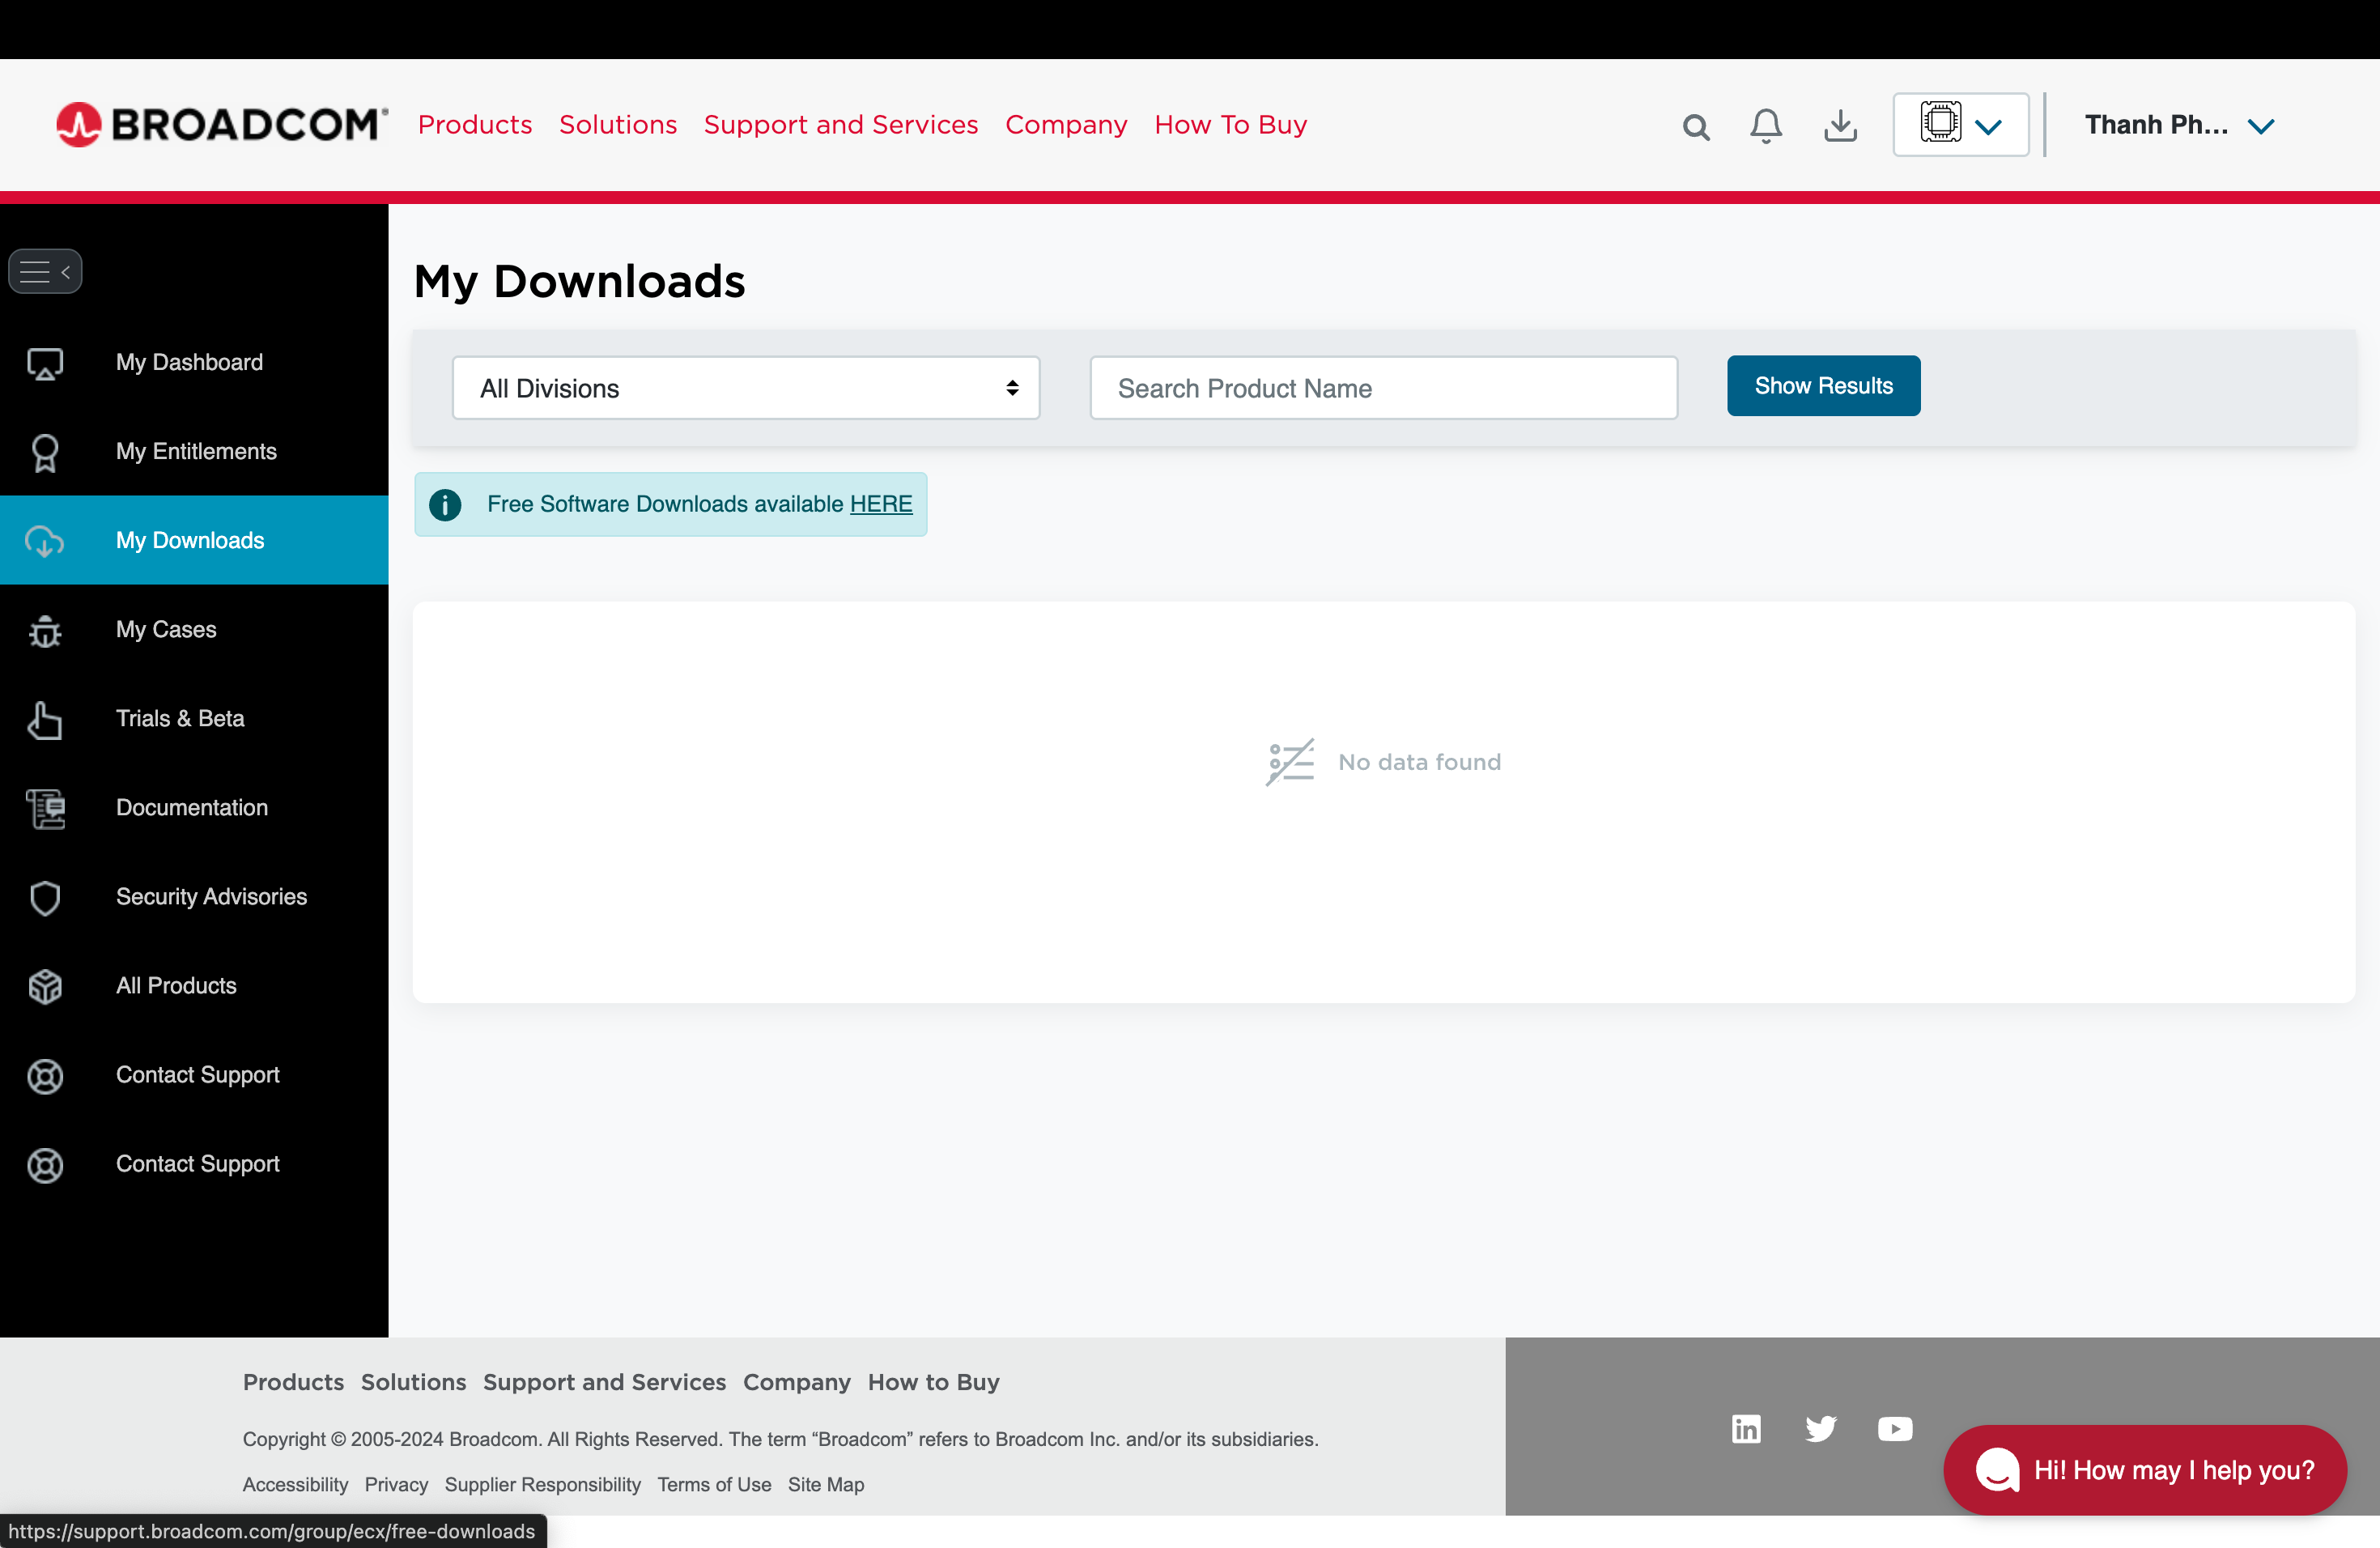 BROADCOM®
Products Solutions Support and Services Company How To Buy
Thanh Ph...
My Dashboard
My Entitlements
My Downloads
My Cases
Trials & Beta
Documentation
Security Advisories
All Products
Contact Support
Contact Support
My Downloads
All Divisions
Search Product Name
Show Results
Free Software Downloads available HERE
No data found
Products Solutions Support and Services Company How to Buy
Copyright © 2005-2024 Broadcom. All Rights Reserved. The term “Broadcom” refers to Broadcom Inc. and/or its subsidiaries.
Accessibility Privacy Supplier Responsibility Terms of Use Site Map
Hi! How may I help you?
https://support.broadcom.com/group/ecx/free-downloads